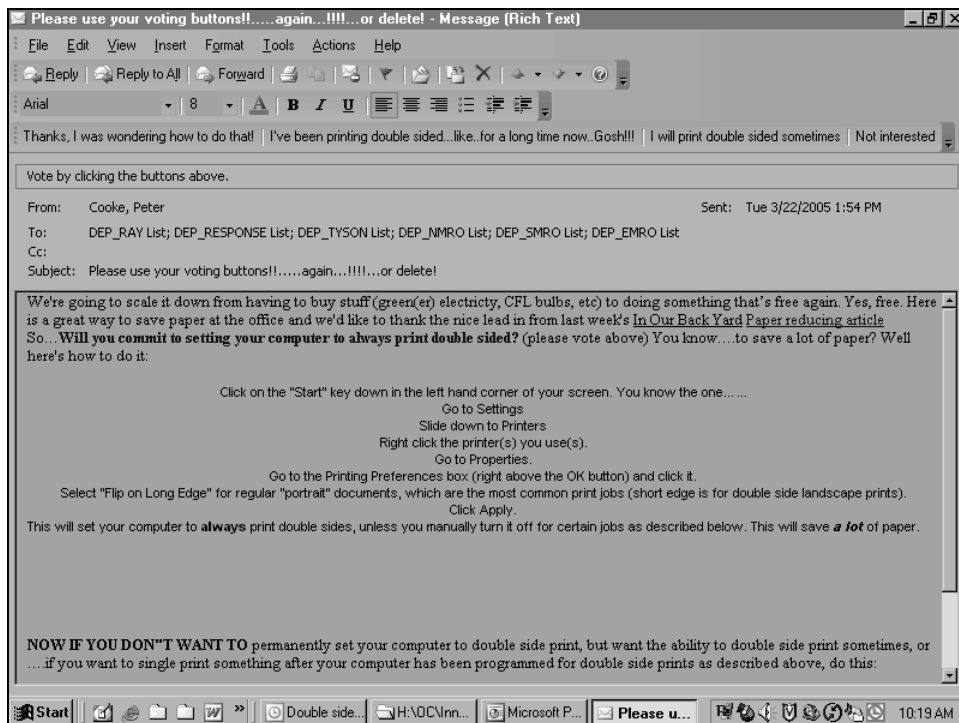 Please use your voting buttons!!.....again...!!!!...or delete! - Message (Rich Text)
File Edit View Insert Format Tools Actions Help
Reply Reply to All Forward
Arial 8 A B I U
Thanks, I was wondering how to do that! I've been printing double sided...like..for a long time now..Gosh!!! I will print double sided sometimes Not interested
Vote by clicking the buttons above.
From: Cooke, Peter Sent: Tue 3/22/2005 1:54 PM
To: DEP_RAY List; DEP_RESPONSE List; DEP_TYSON List; DEP_NMRO List; DEP_SMRO List; DEP_EMRO List
Cc:
Subject: Please use your voting buttons!!.....again...!!!!...or delete!
We're going to scale it down from having to buy stuff (green(er) electricty, CFL bulbs, etc) to doing something that's free again. Yes, free. Here
is a great way to save paper at the office and we'd like to thank the nice lead in from last week's In Our Back Yard Paper reducing article
So...Will you commit to setting your computer to always print double sided? (please vote above) You know....to save a lot of paper? Well
here's how to do it:
Click on the "Start" key down in the left hand corner of your screen. You know the one......
Go to Settings
Slide down to Printers
Right click the printer(s) you use(s).
Go to Properties.
Go to the Printing Preferences box (right above the OK button) and click it.
Select "Flip on Long Edge" for regular "portrait" documents, which are the most common print jobs (short edge is for double side landscape prints).
Click Apply.
This will set your computer to always print double sides, unless you manually turn it off for certain jobs as described below. This will save a lot of paper.
NOW IF YOU DON"T WANT TO permanently set your computer to double side print, but want the ability to double side print sometimes, or
....if you want to single print something after your computer has been programmed for double side prints as described above, do this:
Start Double side... H:\OC\Inn... Microsoft P... Please u... 10:19 AM